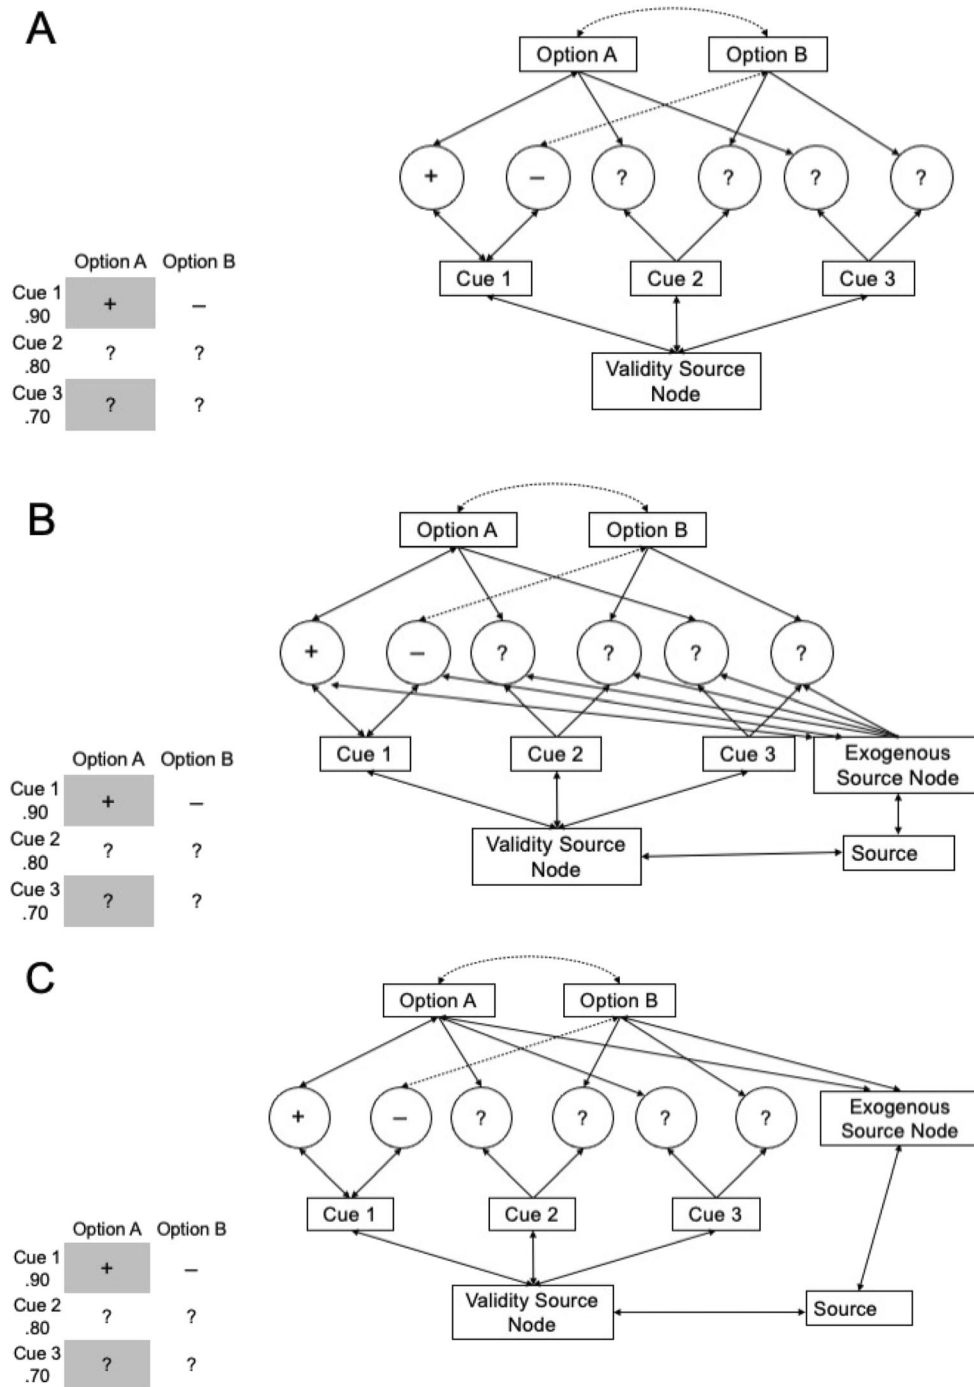 A
Option A
Option B
+
–
?
?
?
?
Cue 1
Cue 2
Cue 3
Validity Source
Node
Option A Option B
Cue 1
.90
+ –
Cue 2
.80
? ?
Cue 3
.70
? ?
B
Option A
Option B
+
–
?
?
?
?
Cue 1
Cue 2
Cue 3
Exogenous
Source Node
Validity Source
Node
Source
Option A Option B
Cue 1
.90
+ –
Cue 2
.80
? ?
Cue 3
.70
? ?
C
Option A
Option B
+
–
?
?
?
?
Exogenous
Source Node
Cue 1
Cue 2
Cue 3
Validity Source
Node
Source
Option A Option B
Cue 1
.90
+ –
Cue 2
.80
? ?
Cue 3
.70
? ?